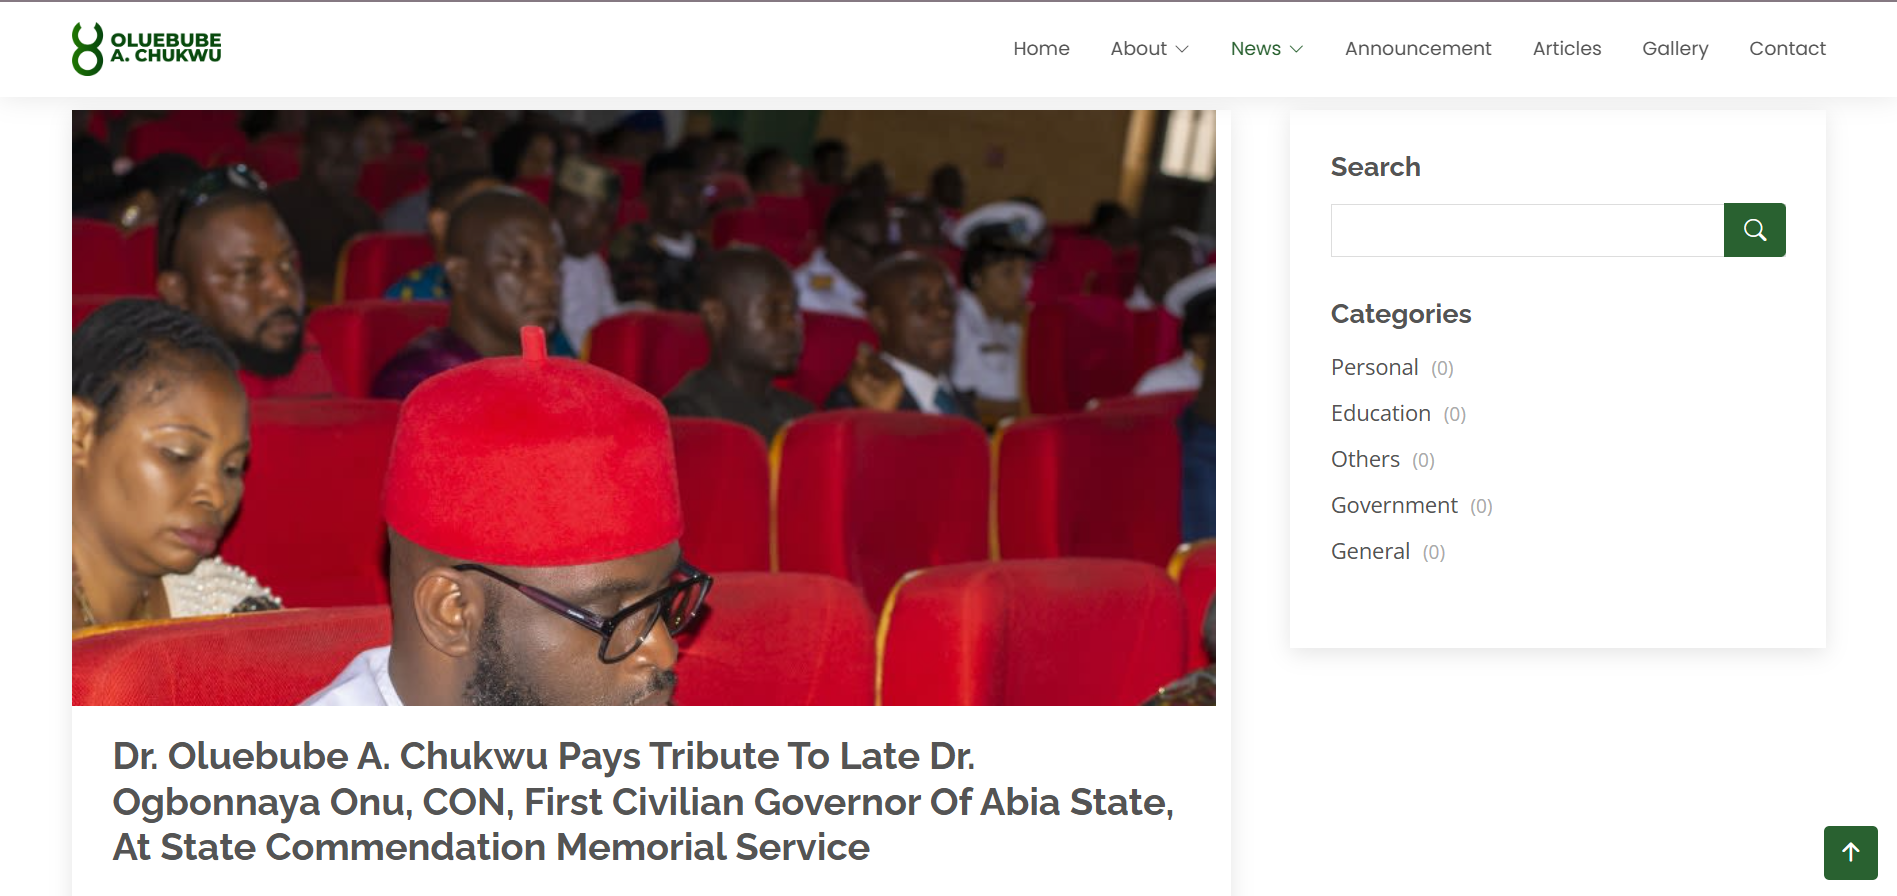 OLUEBUBE
A. CHUKWU
Home About News Announcement Articles Gallery Contact
Search
Categories
Personal (0)
Education (0)
Others (0)
Government (0)
General (0)
Dr. Oluebube A. Chukwu Pays Tribute To Late Dr.
Ogbonnaya Onu, CON, First Civilian Governor Of Abia State,
At State Commendation Memorial Service